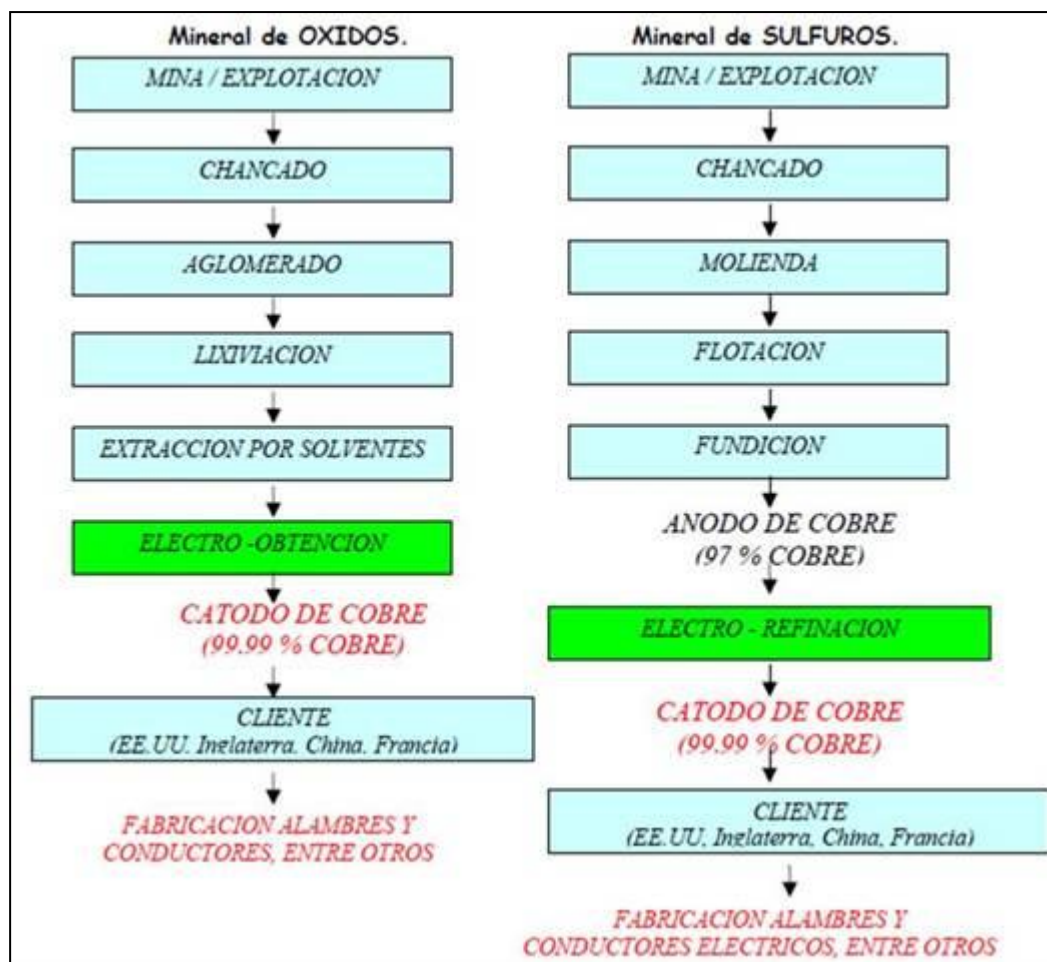 Mineral de OXIDOS.
MINA / EXPLOTACION
CHANCADO
AGLOMERADO
LIXIVIACION
EXTRACCION POR SOLVENTES
ELECTRO -OBTENCION
CATODO DE COBRE
(99.99 % COBRE)
CLIENTE
(EE.UU. Inglaterra. China. Francia)
FABRICACION ALAMBRES Y
CONDUCTORES, ENTRE OTROS
Mineral de SULFUROS.
MINA / EXPLOTACION
CHANCADO
MOLIENDA
FLOTACION
FUNDICION
ANODO DE COBRE
(97 % COBRE)
ELECTRO - REFINACION
CATODO DE COBRE
(99.99 % COBRE)
CLIENTE
(EE.UU, Inglaterra, China, Francia)
FABRICACION ALAMBRES Y
CONDUCTORES ELECTRICOS, ENTRE OTROS